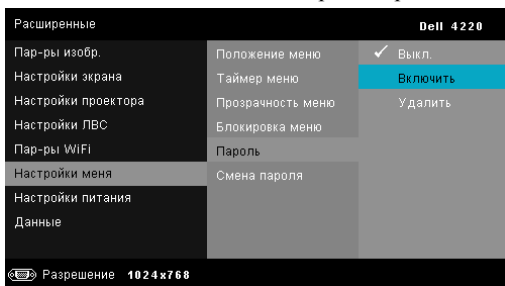 Расширенные
Dell 4220
Пар-ры изобр.
Настройки экрана
Настройки проектора
Настройки ЛВС
Пар-ры WiFi
Настройки меня
Настройки питания
Данные
Положение меню
Таймер меню
Прозрачность меню
Блокировка меню
Пароль
Смена пароля
✓ Выкл.
Включить
Удалить
Разрешение 1024x768